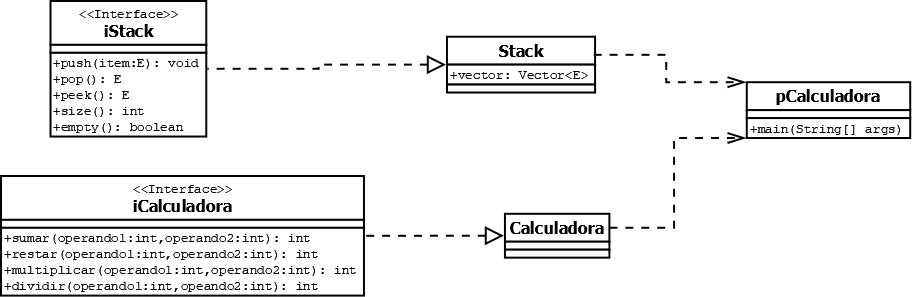 <<Interface>>
iStack
+push(item:E): void
+pop(): E
+peek(): E
+size(): int
+empty(): boolean
Stack
+vector: Vector<E>
pCalculadora
+main(String[] args)
<<Interface>>
iCalculadora
+sumar(operando1:int,operando2:int): int
+restar(operando1:int,operando2:int): int
+multiplicar(operando1:int,operando2:int): int
+dividir(operando1:int,opeando2:int): int
Calculadora